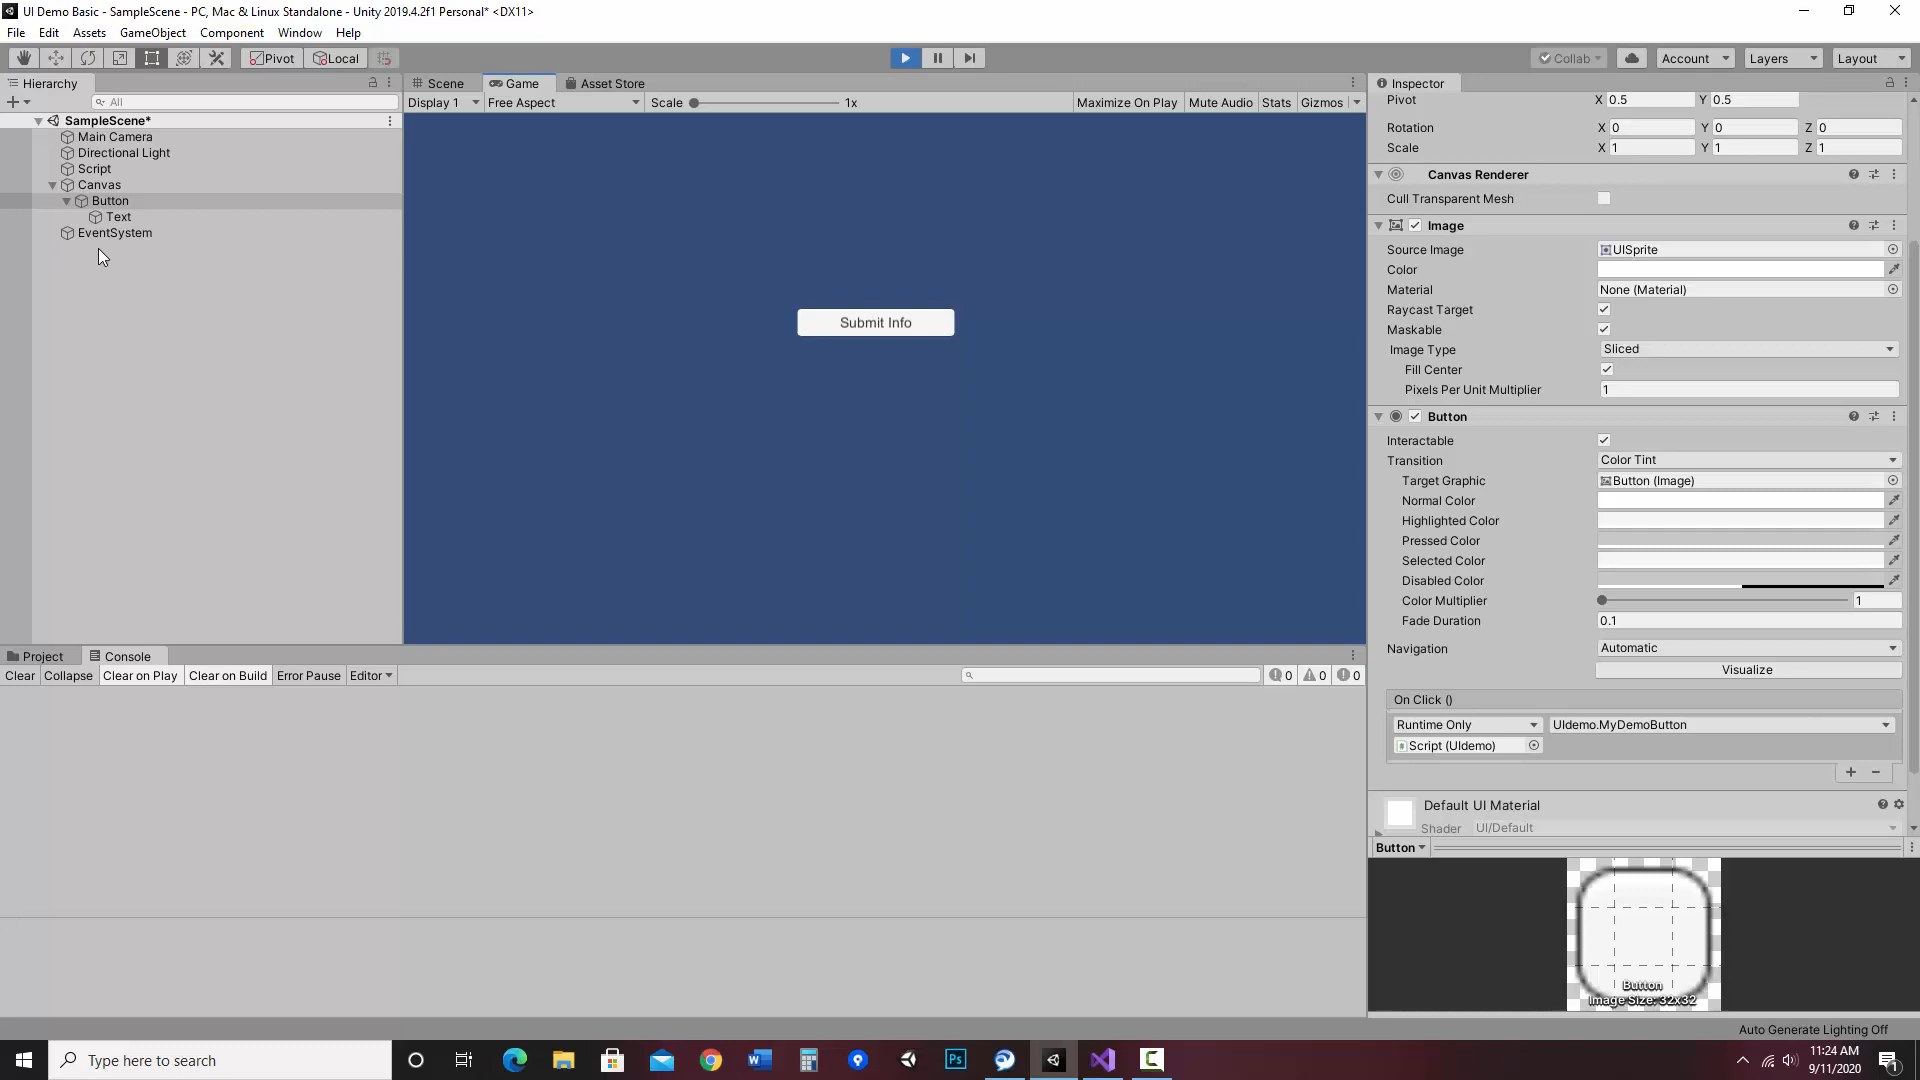 UI Demo Basic - SampleScene - PC, Mac & Linux Standalone - Unity 2019.4.2f1 Personal* <DX11>
File Edit Assets GameObject Component Window Help
Pivot Local Collab Account Layers Layout
Hierarchy
All
SampleScene*
Main Camera
Directional Light
Script
Canvas
Button
Text
EventSystem
Scene Game Asset Store
Display 1 Free Aspect Scale 1x Maximize On Play Mute Audio Stats Gizmos
Submit Info
Project Console
Clear Collapse Clear on Play Clear on Build Error Pause Editor 0 0 0
Inspector
Pivot X 0.5 Y 0.5
Rotation X 0 Y 0 Z 0
Scale X 1 Y 1 Z 1
Canvas Renderer
Cull Transparent Mesh
Image
Source Image UISprite
Color
Material None (Material)
Raycast Target
Maskable
Image Type Sliced
Fill Center
Pixels Per Unit Multiplier 1
Button
Interactable
Transition Color Tint
Target Graphic Button (Image)
Normal Color
Highlighted Color
Pressed Color
Selected Color
Disabled Color
Color Multiplier 1
Fade Duration 0.1
Navigation Automatic
Visualize
On Click ()
Runtime Only UIdemo.MyDemoButton
Script (UIdemo)
Default UI Material
Shader UI/Default
Button
Button
Image Size: 32x32
Auto Generate Lighting Off
Type here to search
11:24 AM
9/11/2020
1